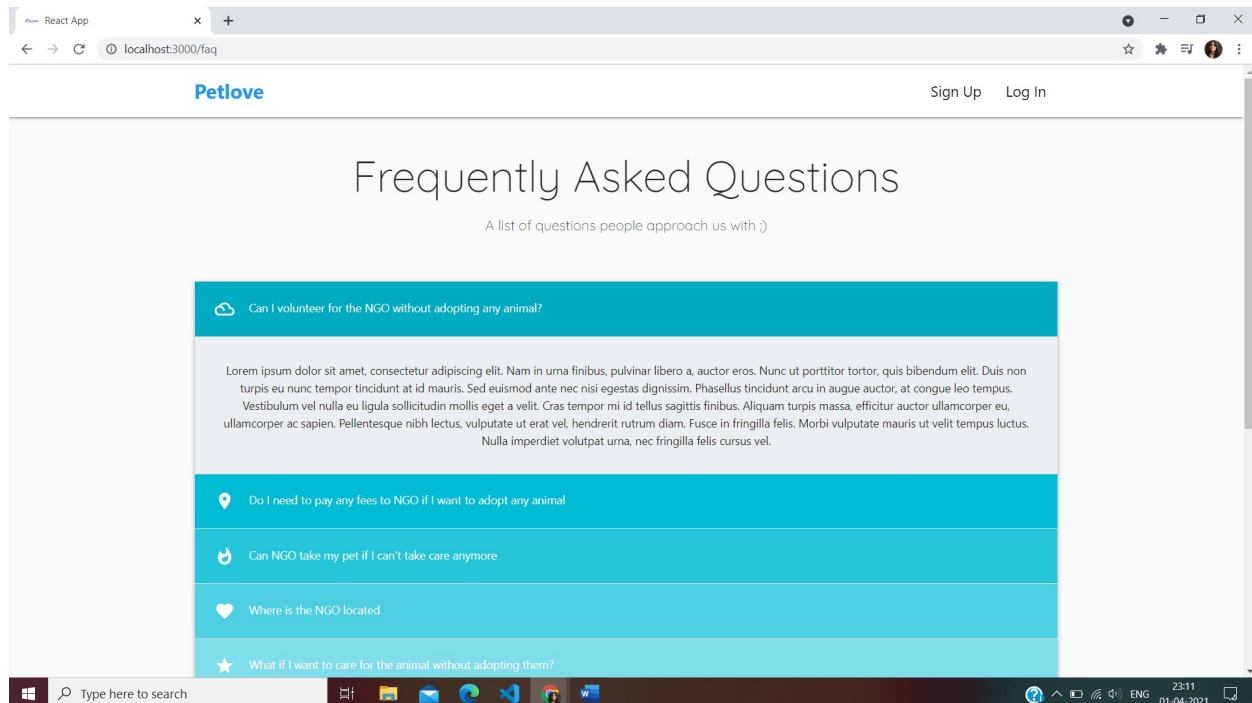 React App
localhost:3000/faq
Petlove
Sign Up
Log In
Frequently Asked Questions
A list of questions people approach us with ;)
Can I volunteer for the NGO without adopting any animal?
Lorem ipsum dolor sit amet, consectetur adipiscing elit. Nam in urna finibus, pulvinar libero a, auctor eros. Nunc ut porttitor tortor, quis bibendum elit. Duis non
turpis eu nunc tempor tincidunt at id mauris. Sed euismod ante nec nisi egestas dignissim. Phasellus tincidunt arcu in augue auctor, at congue leo tempus.
Vestibulum vel nulla eu ligula sollicitudin mollis eget a velit. Cras tempor mi id tellus sagittis finibus. Aliquam turpis massa, efficitur auctor ullamcorper eu,
ullamcorper ac sapien. Pellentesque nibh lectus, vulputate ut erat vel, hendrerit rutrum diam. Fusce in fringilla felis. Morbi vulputate mauris ut velit tempus luctus.
Nulla imperdiet volutpat urna, nec fringilla felis cursus vel.
Do I need to pay any fees to NGO if I want to adopt any animal
Can NGO take my pet if I can't take care anymore
Where is the NGO located
What if I want to care for the animal without adopting them?
Type here to search
ENG
23:11
01-04-2021